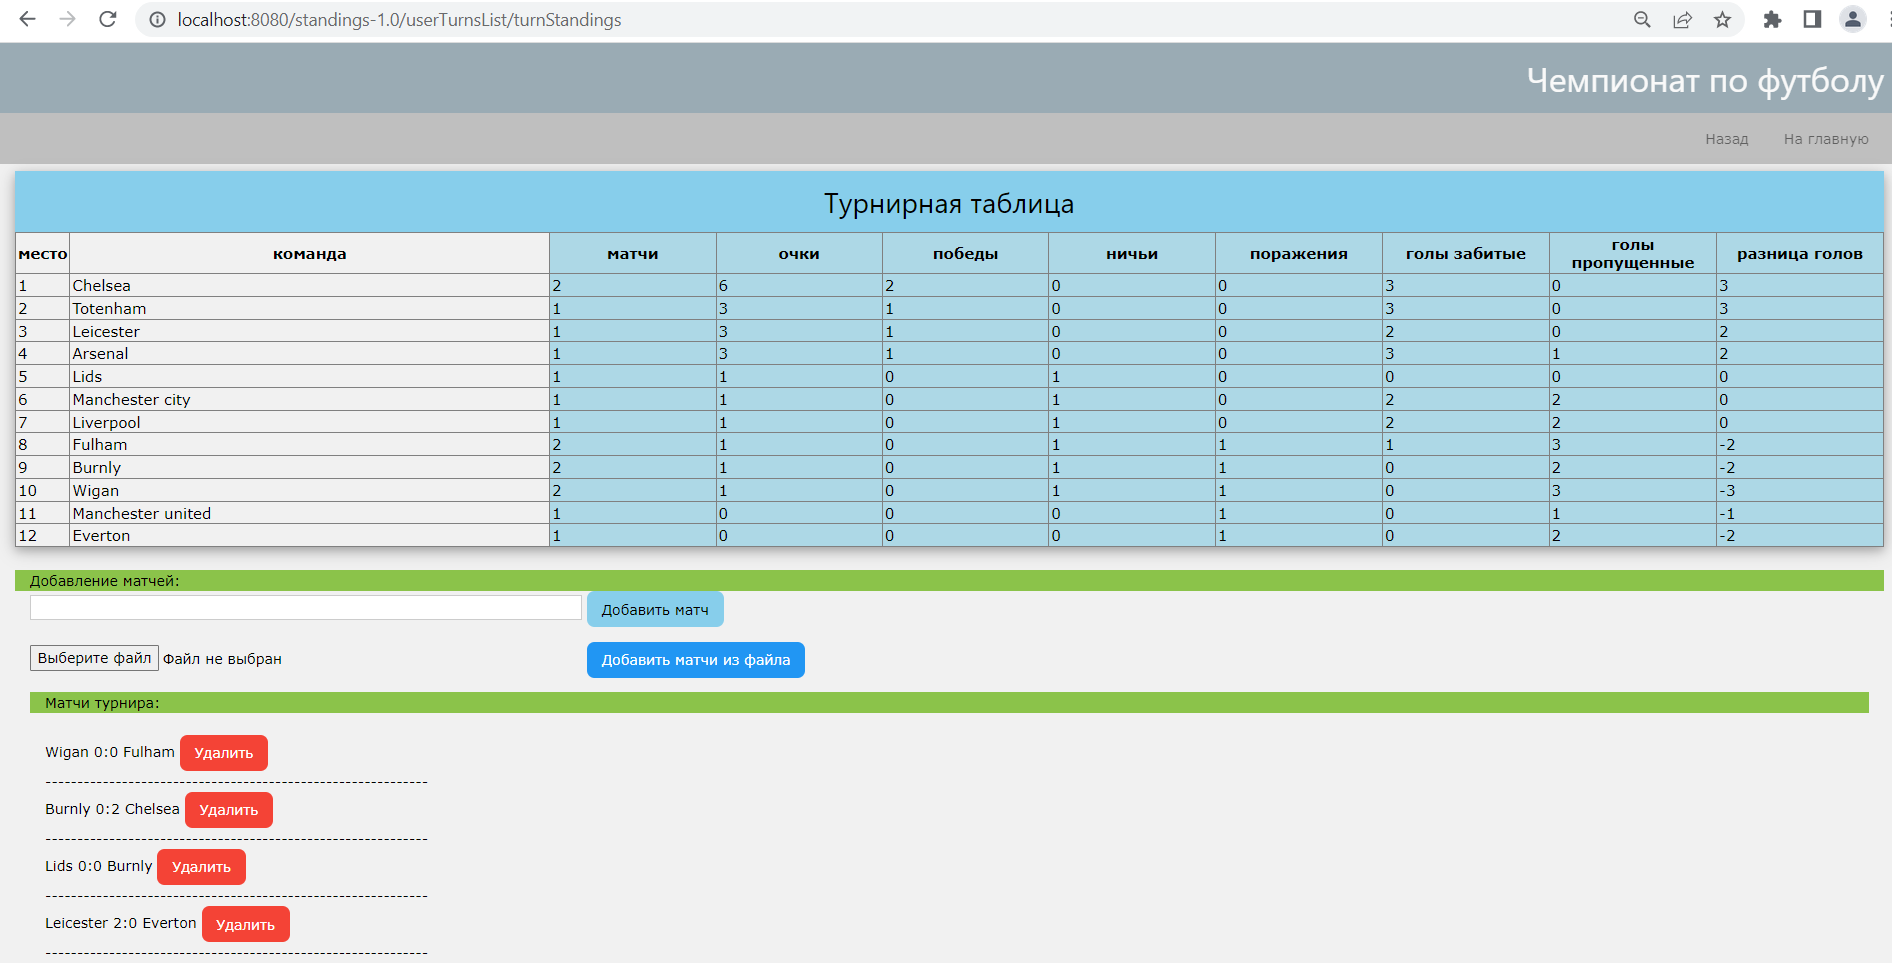 localhost:8080/standings-1.0/userTurnsList/turnStandings
Чемпионат по футболу
Назад На главную
Турнирная таблица
место команда матчи очки победы ничьи поражения голы забитые голы пропущенные разница голов
1 Chelsea 2 6 2 0 0 3 0 3
2 Totenham 1 3 1 0 0 3 0 3
3 Leicester 1 3 1 0 0 2 0 2
4 Arsenal 1 3 1 0 0 3 1 2
5 Lids 1 1 0 1 0 0 0 0
6 Manchester city 1 1 0 1 0 2 2 0
7 Liverpool 1 1 0 1 0 2 2 0
8 Fulham 2 1 0 1 1 1 3 -2
9 Burnly 2 1 0 1 1 0 2 -2
10 Wigan 2 1 0 1 1 0 3 -3
11 Manchester united 1 0 0 0 1 0 1 -1
12 Everton 1 0 0 0 1 0 2 -2
Добавление матчей:
Добавить матч
Выберите файл Файл не выбран Добавить матчи из файла
Матчи турнира:
Wigan 0:0 Fulham Удалить
------------------------------------------------------------
Burnly 0:2 Chelsea Удалить
------------------------------------------------------------
Lids 0:0 Burnly Удалить
------------------------------------------------------------
Leicester 2:0 Everton Удалить
------------------------------------------------------------